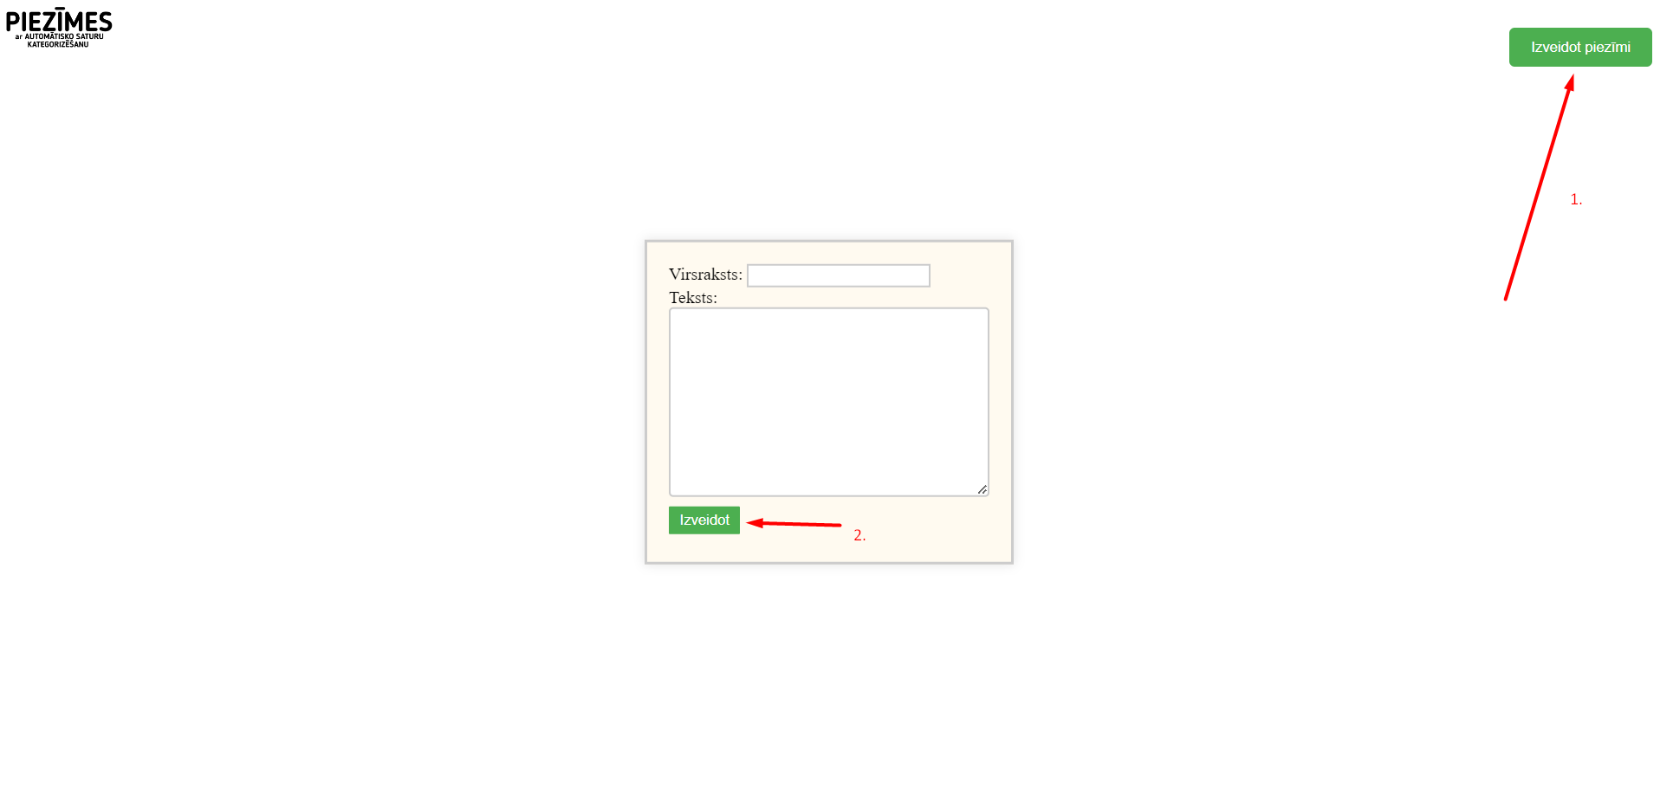 PIEZĪMES
ar AUTOMĀTISKO SATURU
KATEGORIZĒŠANU
Izveidot piezīmi
1.
Virsraksts:
Teksts:
Izveidot
2.